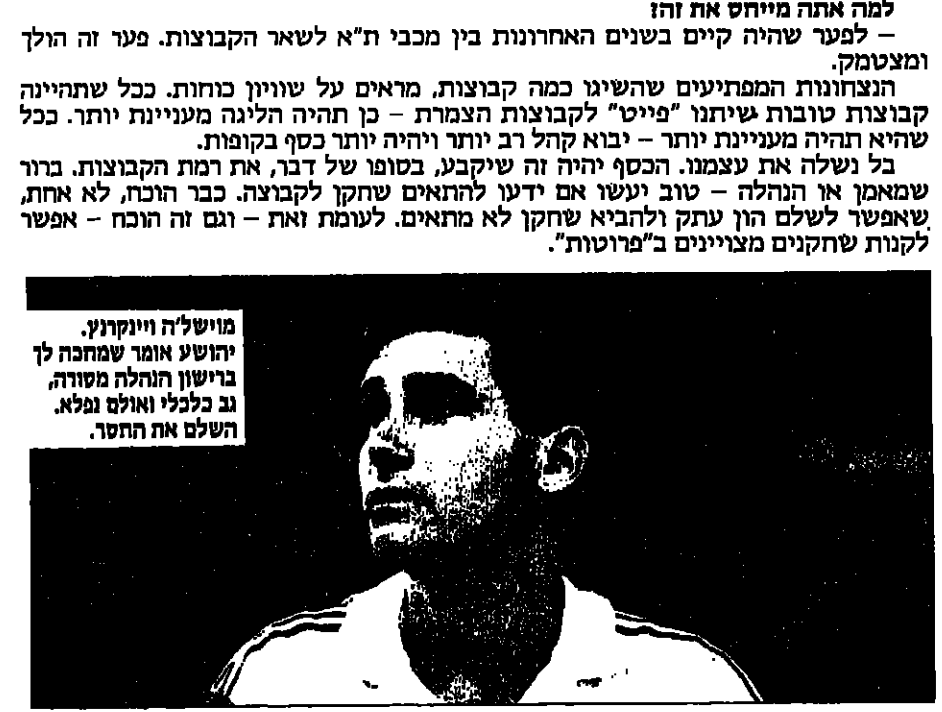 למה אתה מייחס את זה?
– לפער שהיה קיים בשנים האחרונות בין מכבי ת"א לשאר הקבוצות. פער זה הולך
ומצטמק.
הנצחונות המפתיעים שהשיגו כמה קבוצות, מראים על שוויון כוחות. ככל שתהיינה
קבוצות טובות שיתנו "פייט" לקבוצות הצמרת – כן תהיה הליגה מעניינת יותר. ככל
שהיא תהיה מעניינת יותר – יבוא קהל רב יותר ויהיה יותר כסף בקופות.
בל נשלה את עצמנו. הכסף יהיה זה שיקבע, בסופו של דבר, את רמת הקבוצות. ברור
שמאמן או הנהלה – טוב יעשו אם ידעו להתאים שחקן לקבוצה. כבר הוכח, לא אחת,
שאפשר לשלם הון עתק ולהביא שחקן לא מתאים. לעומת זאת – וגם זה הוכח – אפשר
לקנות שחקנים מצויינים ב"פרוטות".
מוישל'ה ויינקרנץ.
יהושע אומר שמחכה לך
ברישון הנהלה מסורה,
גב כלכלי ואולם נפלא.
השלם את החסר.